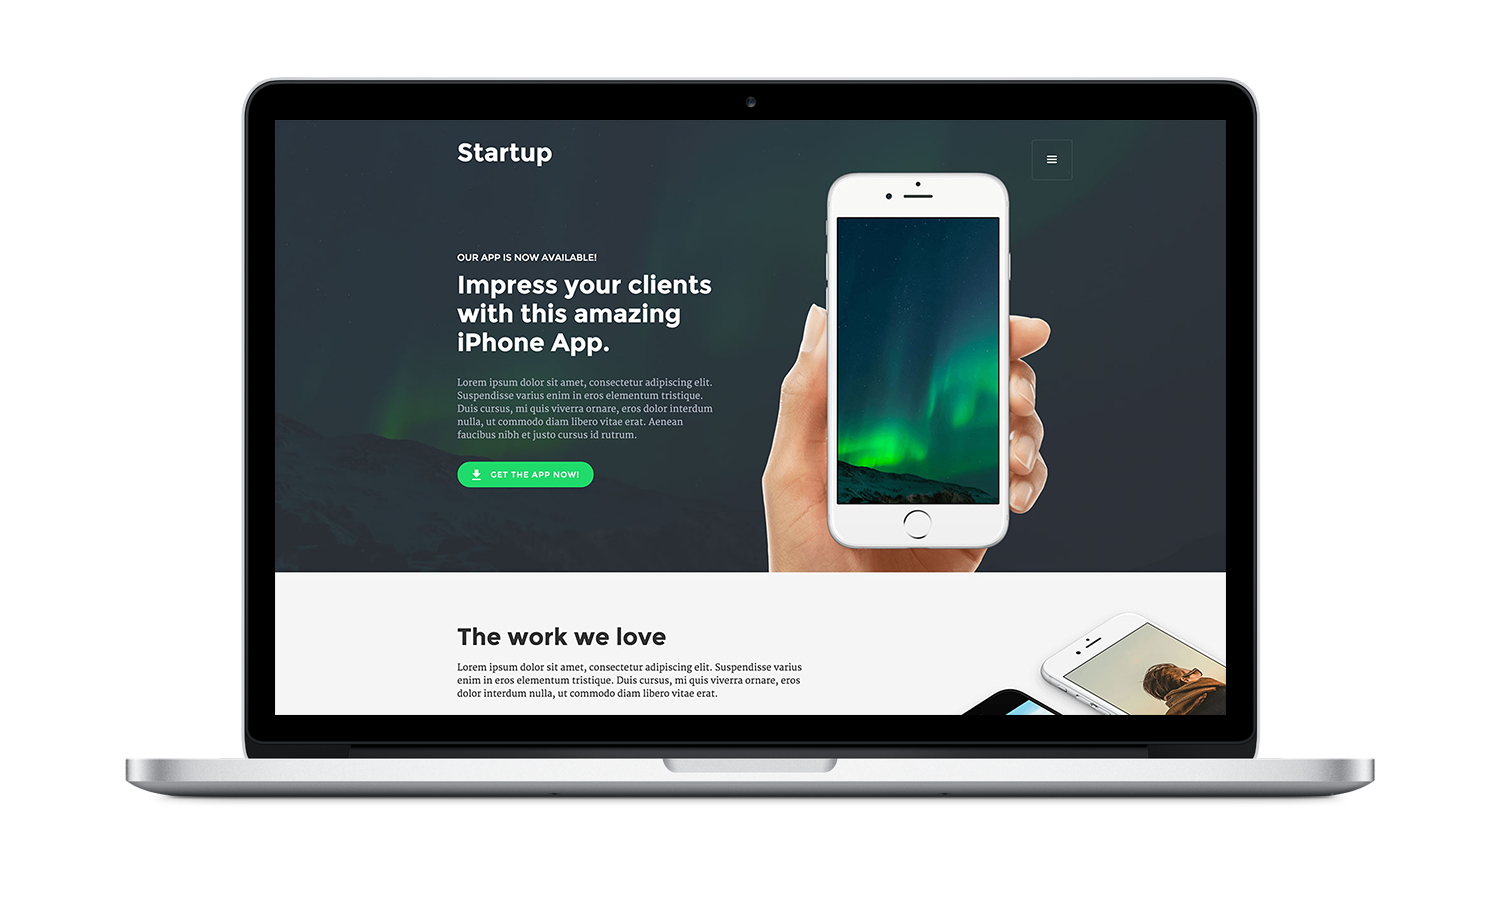 Startup
OUR APP IS NOW AVAILABLE!
Impress your clients
with this amazing
iPhone App.
Lorem ipsum dolor sit amet, consectetur adipiscing elit.
Suspendisse varius enim in eros elementum tristique.
Duis cursus, mi quis viverra ornare, eros dolor interdum
nulla, ut commodo diam libero vitae erat. Aenean
faucibus nibh et justo cursus id rutrum.
GET THE APP NOW!
The work we love
Lorem ipsum dolor sit amet, consectetur adipiscing elit. Suspendisse varius
enim in eros elementum tristique. Duis cursus, mi quis viverra ornare, eros
dolor interdum nulla, ut commodo diam libero vitae erat.